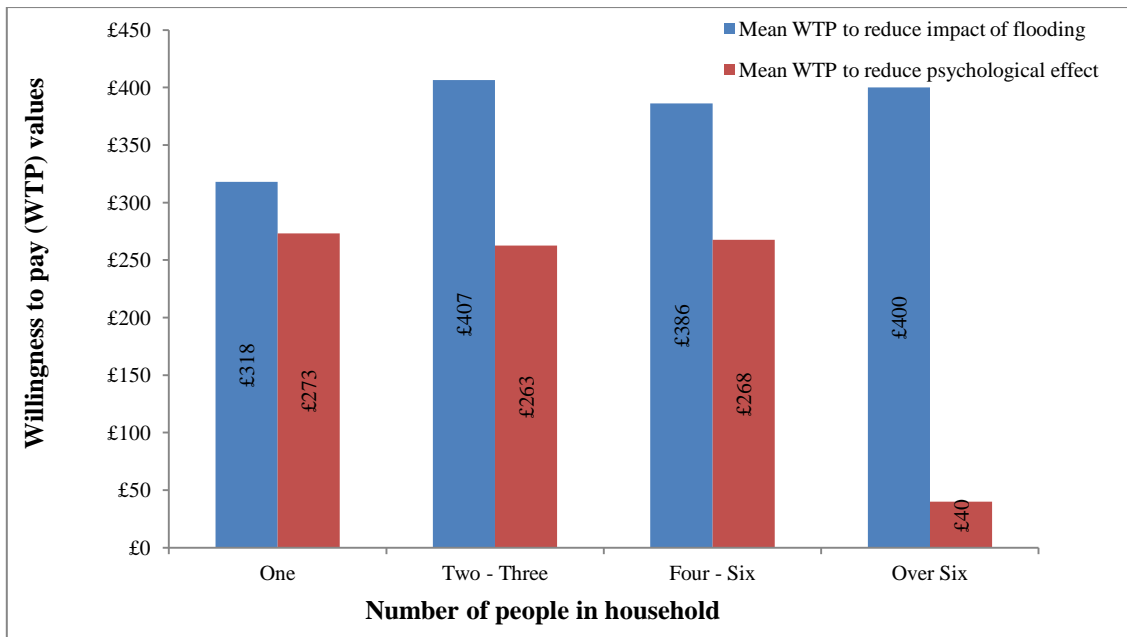 £450
£400
£350
£300
£250
£200
£150
£100
£50
£0
Willingness to pay (WTP) values
Mean WTP to reduce impact of flooding
Mean WTP to reduce psychological effect
£318
£273
£407
£263
£386
£268
£400
£40
One
Two - Three
Four - Six
Over Six
Number of people in household